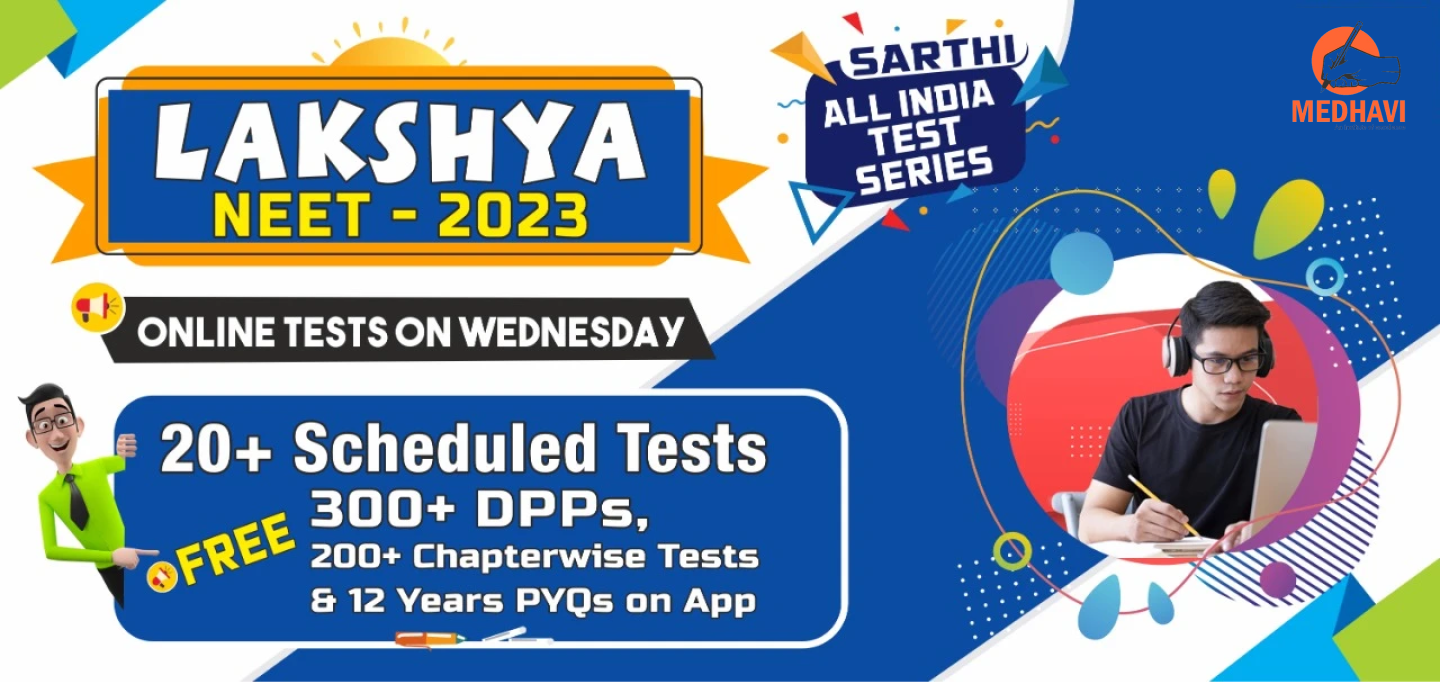 LAKSHYA
NEET - 2023
SARTHI
ALL INDIA
TEST
SERIES
MEDHAVI
ONLINE TESTS ON WEDNESDAY
20+ Scheduled Tests
FREE
300+ DPPs,
200+ Chapterwise Tests
& 12 Years PYQs on App